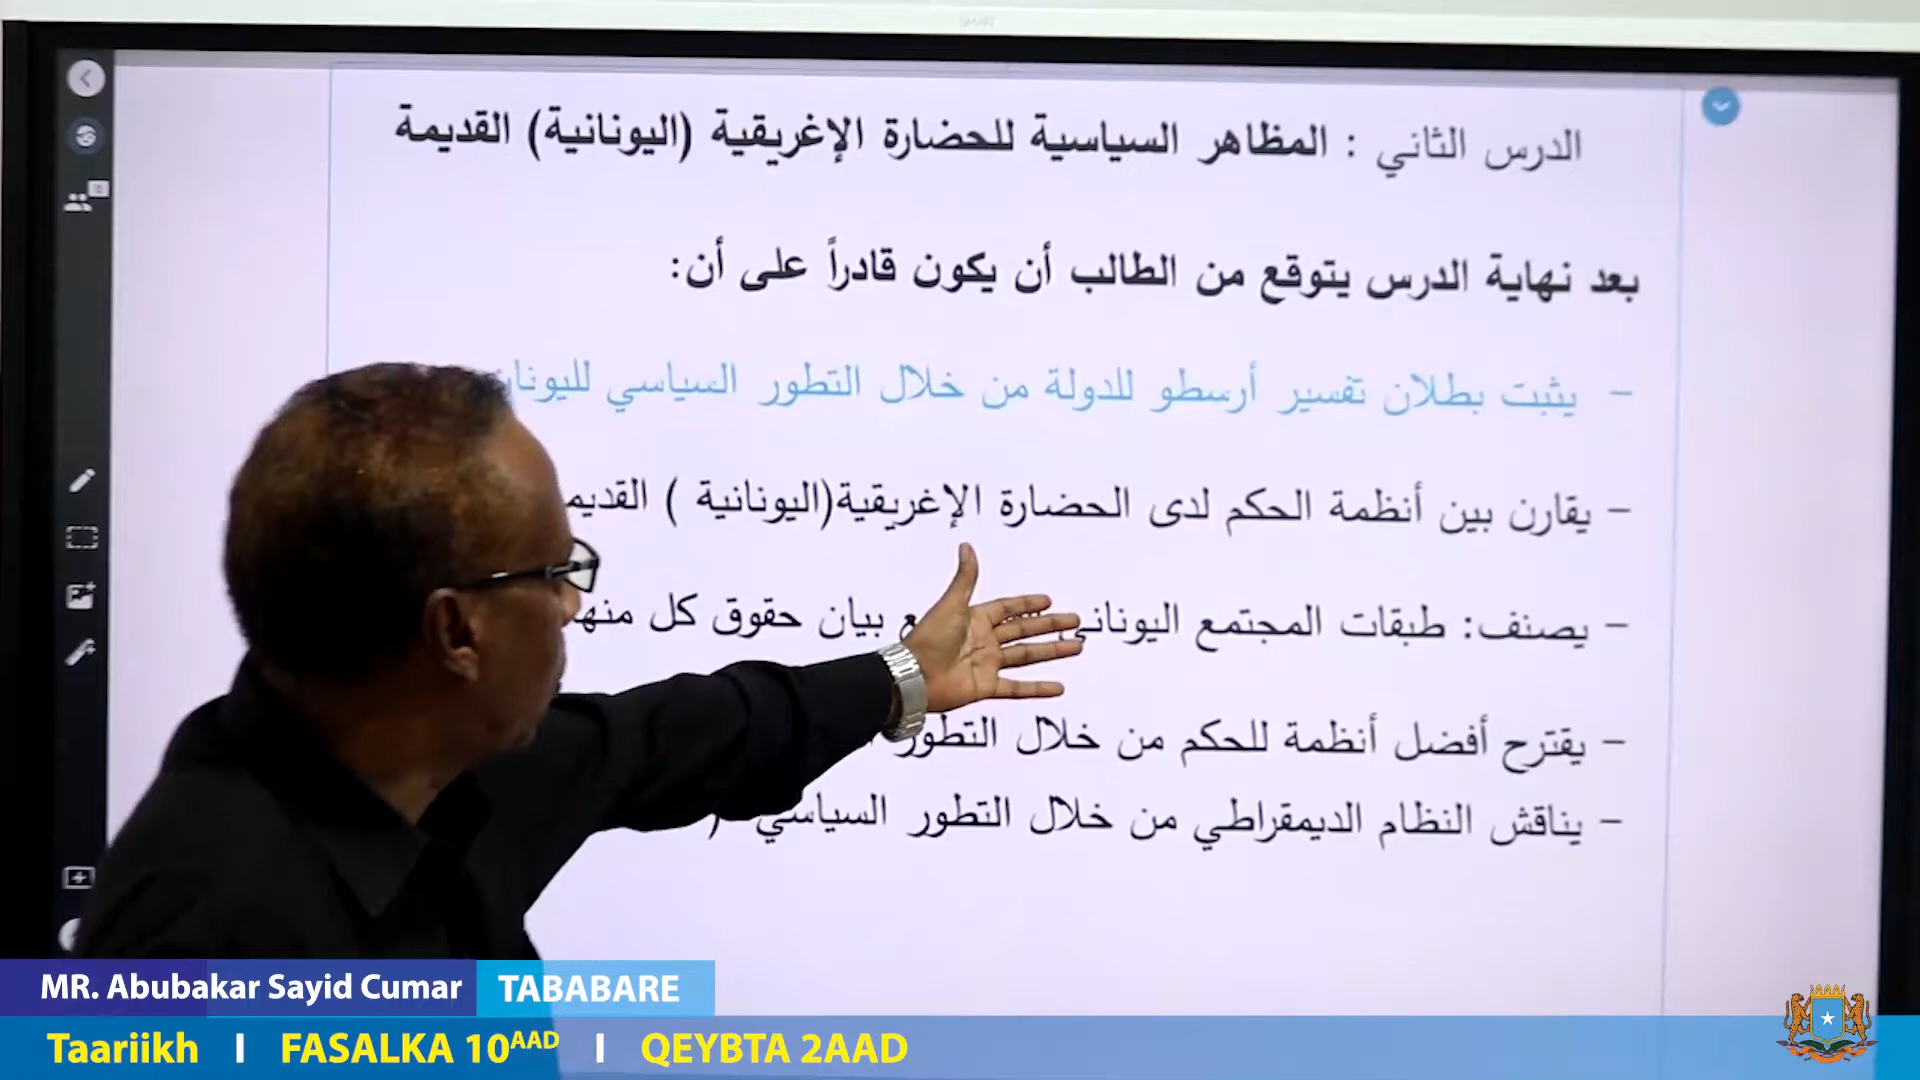 الدرس الثاني : المظاهر السياسية للحضارة الإغريقية (اليونانية) القديمة
بعد نهاية الدرس يتوقع من الطالب أن يكون قادراً على أن:
- يثبت بطلان تفسير أرسطو للدولة من خلال التطور السياسي لليونان
- يقارن بين أنظمة الحكم لدى الحضارة الإغريقية(اليونانية )
- يصنف: طبقات المجتمع بيان حقوق كل
- يقترح أفضل أنظمة للحكم من خلال التطور
- يناقش النظام الديمقراطي من خلال التطور السياسي
MR. Abubakar Sayid Cumar TABABARE
Taariikh I FASALKA 10AAD I QEYBTA 2AAD